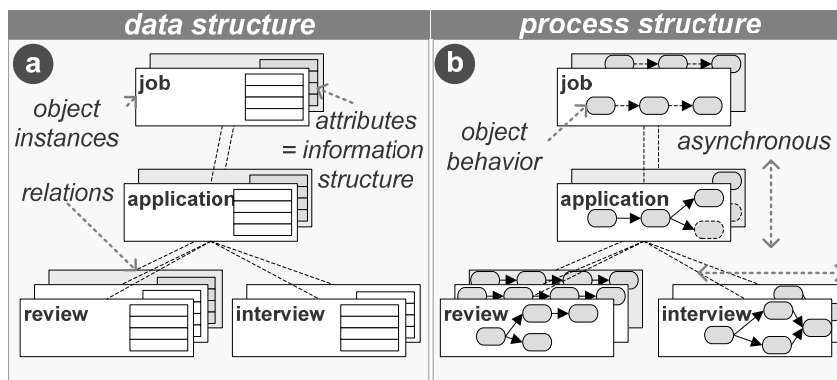 data structure
process structure
a
job
object
instances
attributes
= information
structure
relations
application
review
interview
b
job
object
behavior
asynchronous
application
review
interview